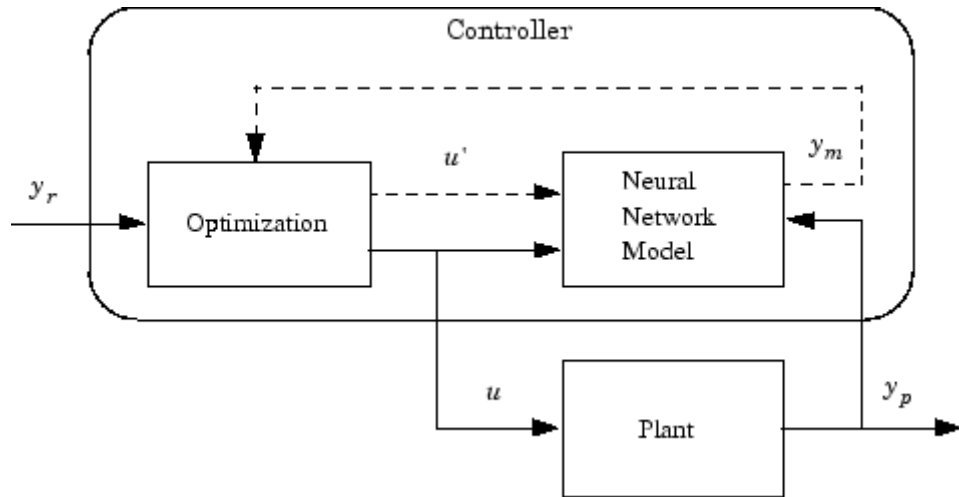 Controller
y_r
Optimization
u'
Neural
Network
Model
y_m
u
Plant
y_p